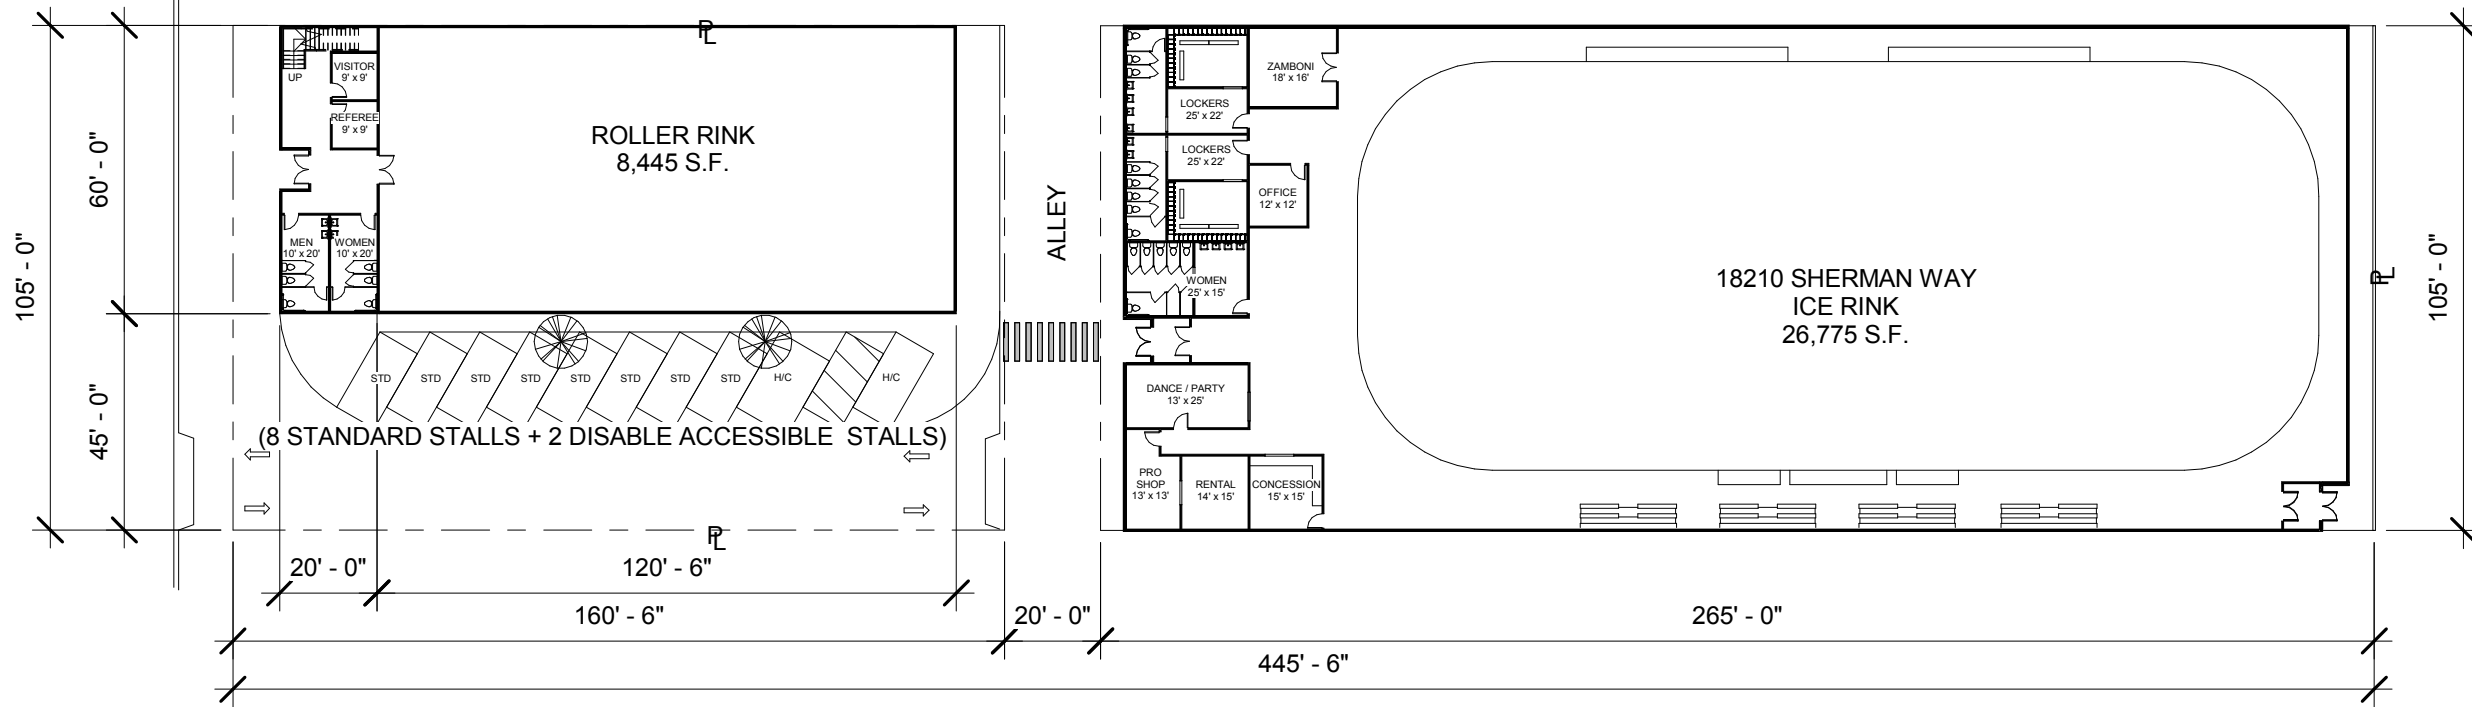 105' - 0"
60' - 0"
45' - 0"
UP
VISITOR
9' x 9'
REFEREE
9' x 9'
MEN
10' x 20'
WOMEN
10' x 20'
PL
ROLLER RINK
8,445 S.F.
STD
STD
STD
STD
STD
STD
STD
STD
H/C
H/C
(8 STANDARD STALLS + 2 DISABLE ACCESSIBLE STALLS)
PL
ALLEY
LOCKERS
25' x 22'
LOCKERS
25' x 22'
ZAMBONI
18' x 16'
OFFICE
12' x 12'
WOMEN
25' x 15'
DANCE / PARTY
13' x 25'
PRO
SHOP
13' x 13'
RENTAL
14' x 15'
CONCESSION
15' x 15'
18210 SHERMAN WAY
ICE RINK
26,775 S.F.
PL
105' - 0"
20' - 0"
120' - 6"
160' - 6"
20' - 0"
265' - 0"
445' - 6"